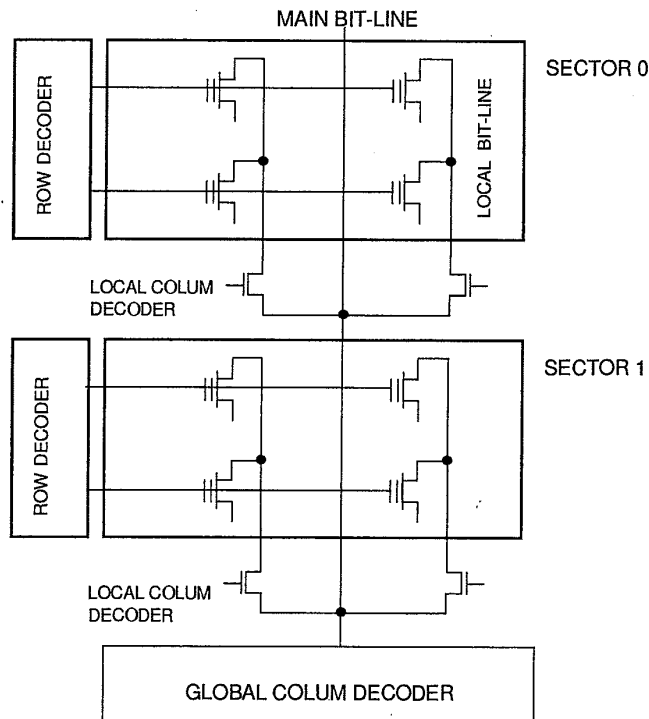 MAIN BIT-LINE
SECTOR 0
ROW DECODER
LOCAL BIT-LINE
LOCAL COLUM
DECODER
SECTOR 1
ROW DECODER
LOCAL COLUM
DECODER
GLOBAL COLUM DECODER